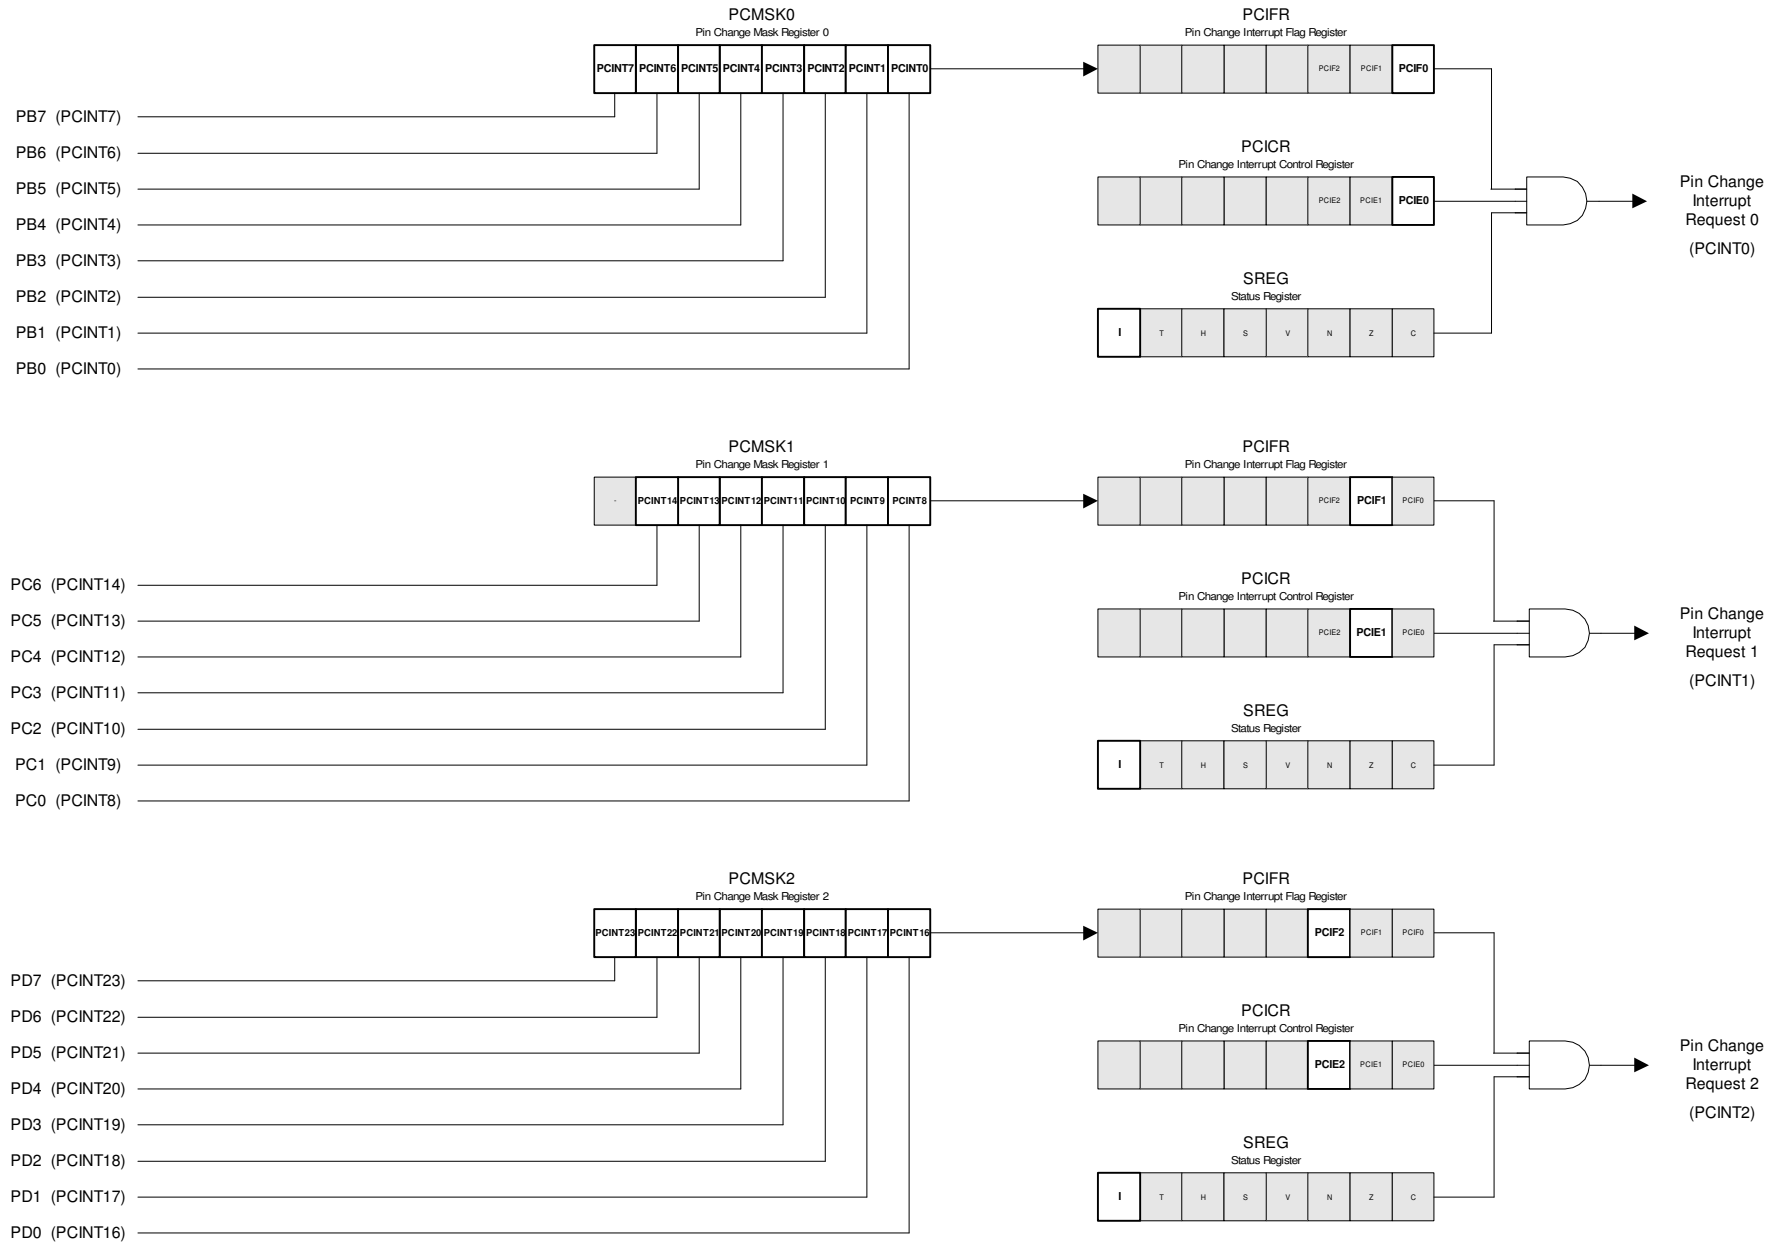 PCMSK0
Pin Change Mask Register 0
PCINT7 PCINT6 PCINT5 PCINT4 PCINT3 PCINT2 PCINT1 PCINT0
PB7 (PCINT7)
PB6 (PCINT6)
PB5 (PCINT5)
PB4 (PCINT4)
PB3 (PCINT3)
PB2 (PCINT2)
PB1 (PCINT1)
PB0 (PCINT0)
PCIFR
Pin Change Interrupt Flag Register
PCIF2 PCIF1 PCIF0
PCICR
Pin Change Interrupt Control Register
PCIE2 PCIE1 PCIE0
SREG
Status Register
I T H S V N Z C
Pin Change
Interrupt
Request 0
(PCINT0)
PCMSK1
Pin Change Mask Register 1
- PCINT14 PCINT13 PCINT12 PCINT11 PCINT10 PCINT9 PCINT8
PC6 (PCINT14)
PC5 (PCINT13)
PC4 (PCINT12)
PC3 (PCINT11)
PC2 (PCINT10)
PC1 (PCINT9)
PC0 (PCINT8)
PCIFR
Pin Change Interrupt Flag Register
PCIF2 PCIF1 PCIF0
PCICR
Pin Change Interrupt Control Register
PCIE2 PCIE1 PCIE0
SREG
Status Register
I T H S V N Z C
Pin Change
Interrupt
Request 1
(PCINT1)
PCMSK2
Pin Change Mask Register 2
PCINT23 PCINT22 PCINT21 PCINT20 PCINT19 PCINT18 PCINT17 PCINT16
PD7 (PCINT23)
PD6 (PCINT22)
PD5 (PCINT21)
PD4 (PCINT20)
PD3 (PCINT19)
PD2 (PCINT18)
PD1 (PCINT17)
PD0 (PCINT16)
PCIFR
Pin Change Interrupt Flag Register
PCIF2 PCIF1 PCIF0
PCICR
Pin Change Interrupt Control Register
PCIE2 PCIE1 PCIE0
SREG
Status Register
I T H S V N Z C
Pin Change
Interrupt
Request 2
(PCINT2)